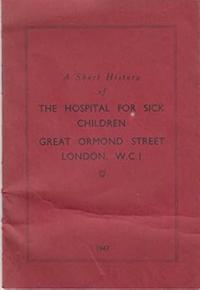 A Short History
of
THE HOSPITAL FOR SICK
CHILDREN
GREAT ORMOND STREET
LONDON, W.C.1
1947